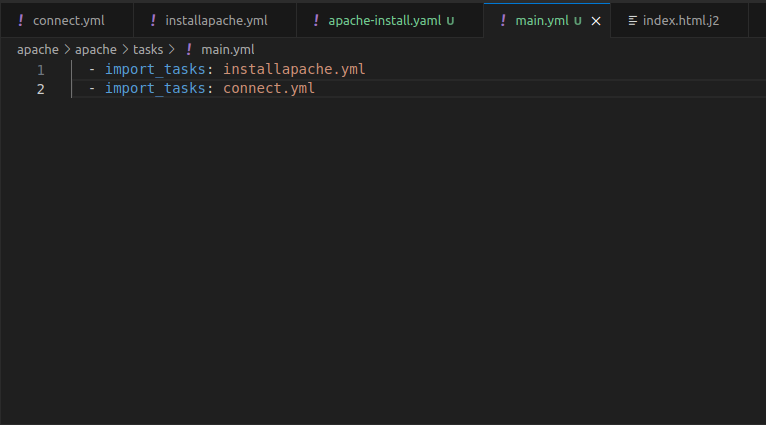 ! connect.yml ! installapache.yml ! apache-install.yaml U ! main.yml U × index.html.j2
apache > apache > tasks > ! main.yml
1 - import_tasks: installapache.yml
2 - import_tasks: connect.yml